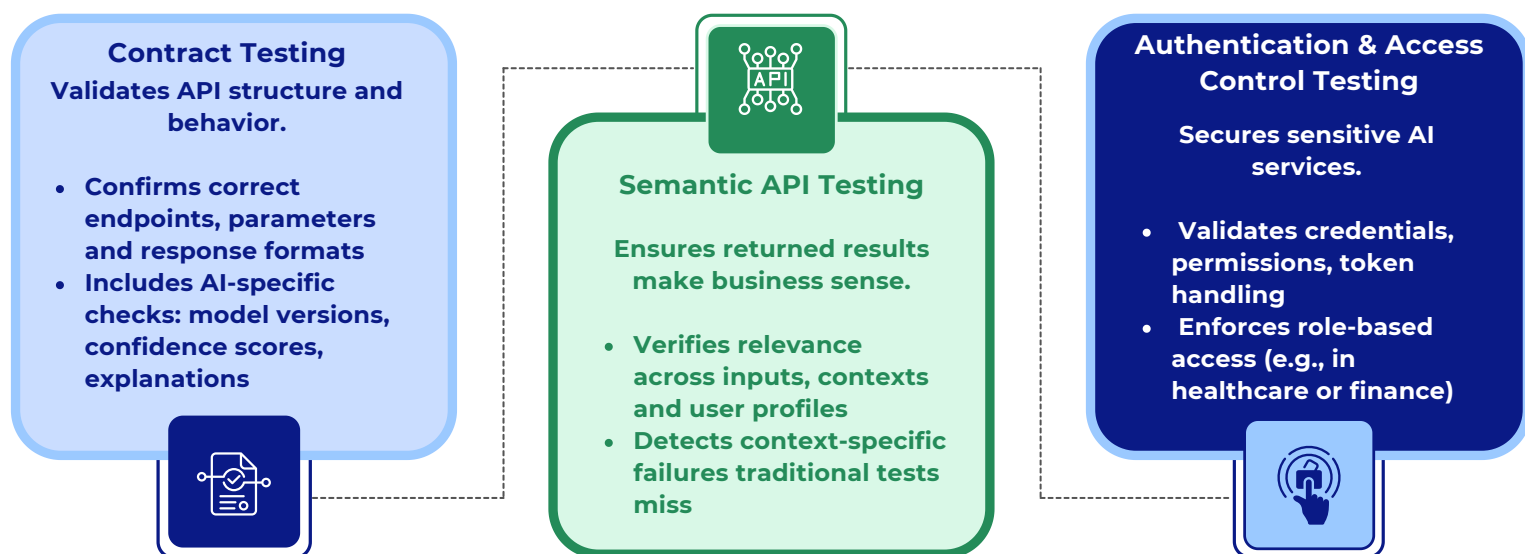 Contract Testing
Validates API structure and
behavior.
• Confirms correct
endpoints, parameters
and response formats
• Includes AI-specific
checks: model versions,
confidence scores,
explanations
API
Semantic API Testing
Ensures returned results
make business sense.
• Verifies relevance
across inputs, contexts
and user profiles
• Detects context-specific
failures traditional tests
miss
Authentication & Access
Control Testing
Secures sensitive AI
services.
• Validates credentials,
permissions, token
handling
• Enforces role-based
access (e.g., in
healthcare or finance)